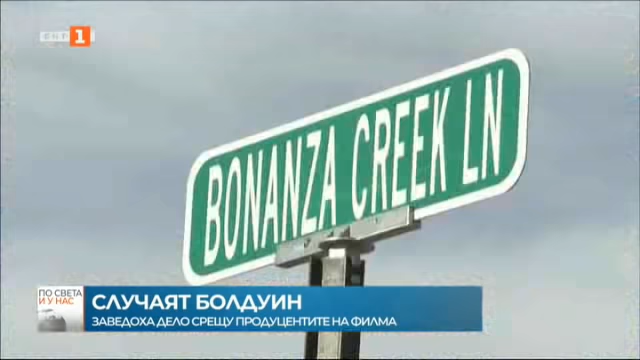 БНТ 1
BONANZA CREEK LN
ПО СВЕТА
И У НАС
СЛУЧАЯТ БОЛДУИН
ЗАВЕДОХА ДЕЛО СРЕЩУ ПРОДУЦЕНТИТЕ НА ФИЛМА